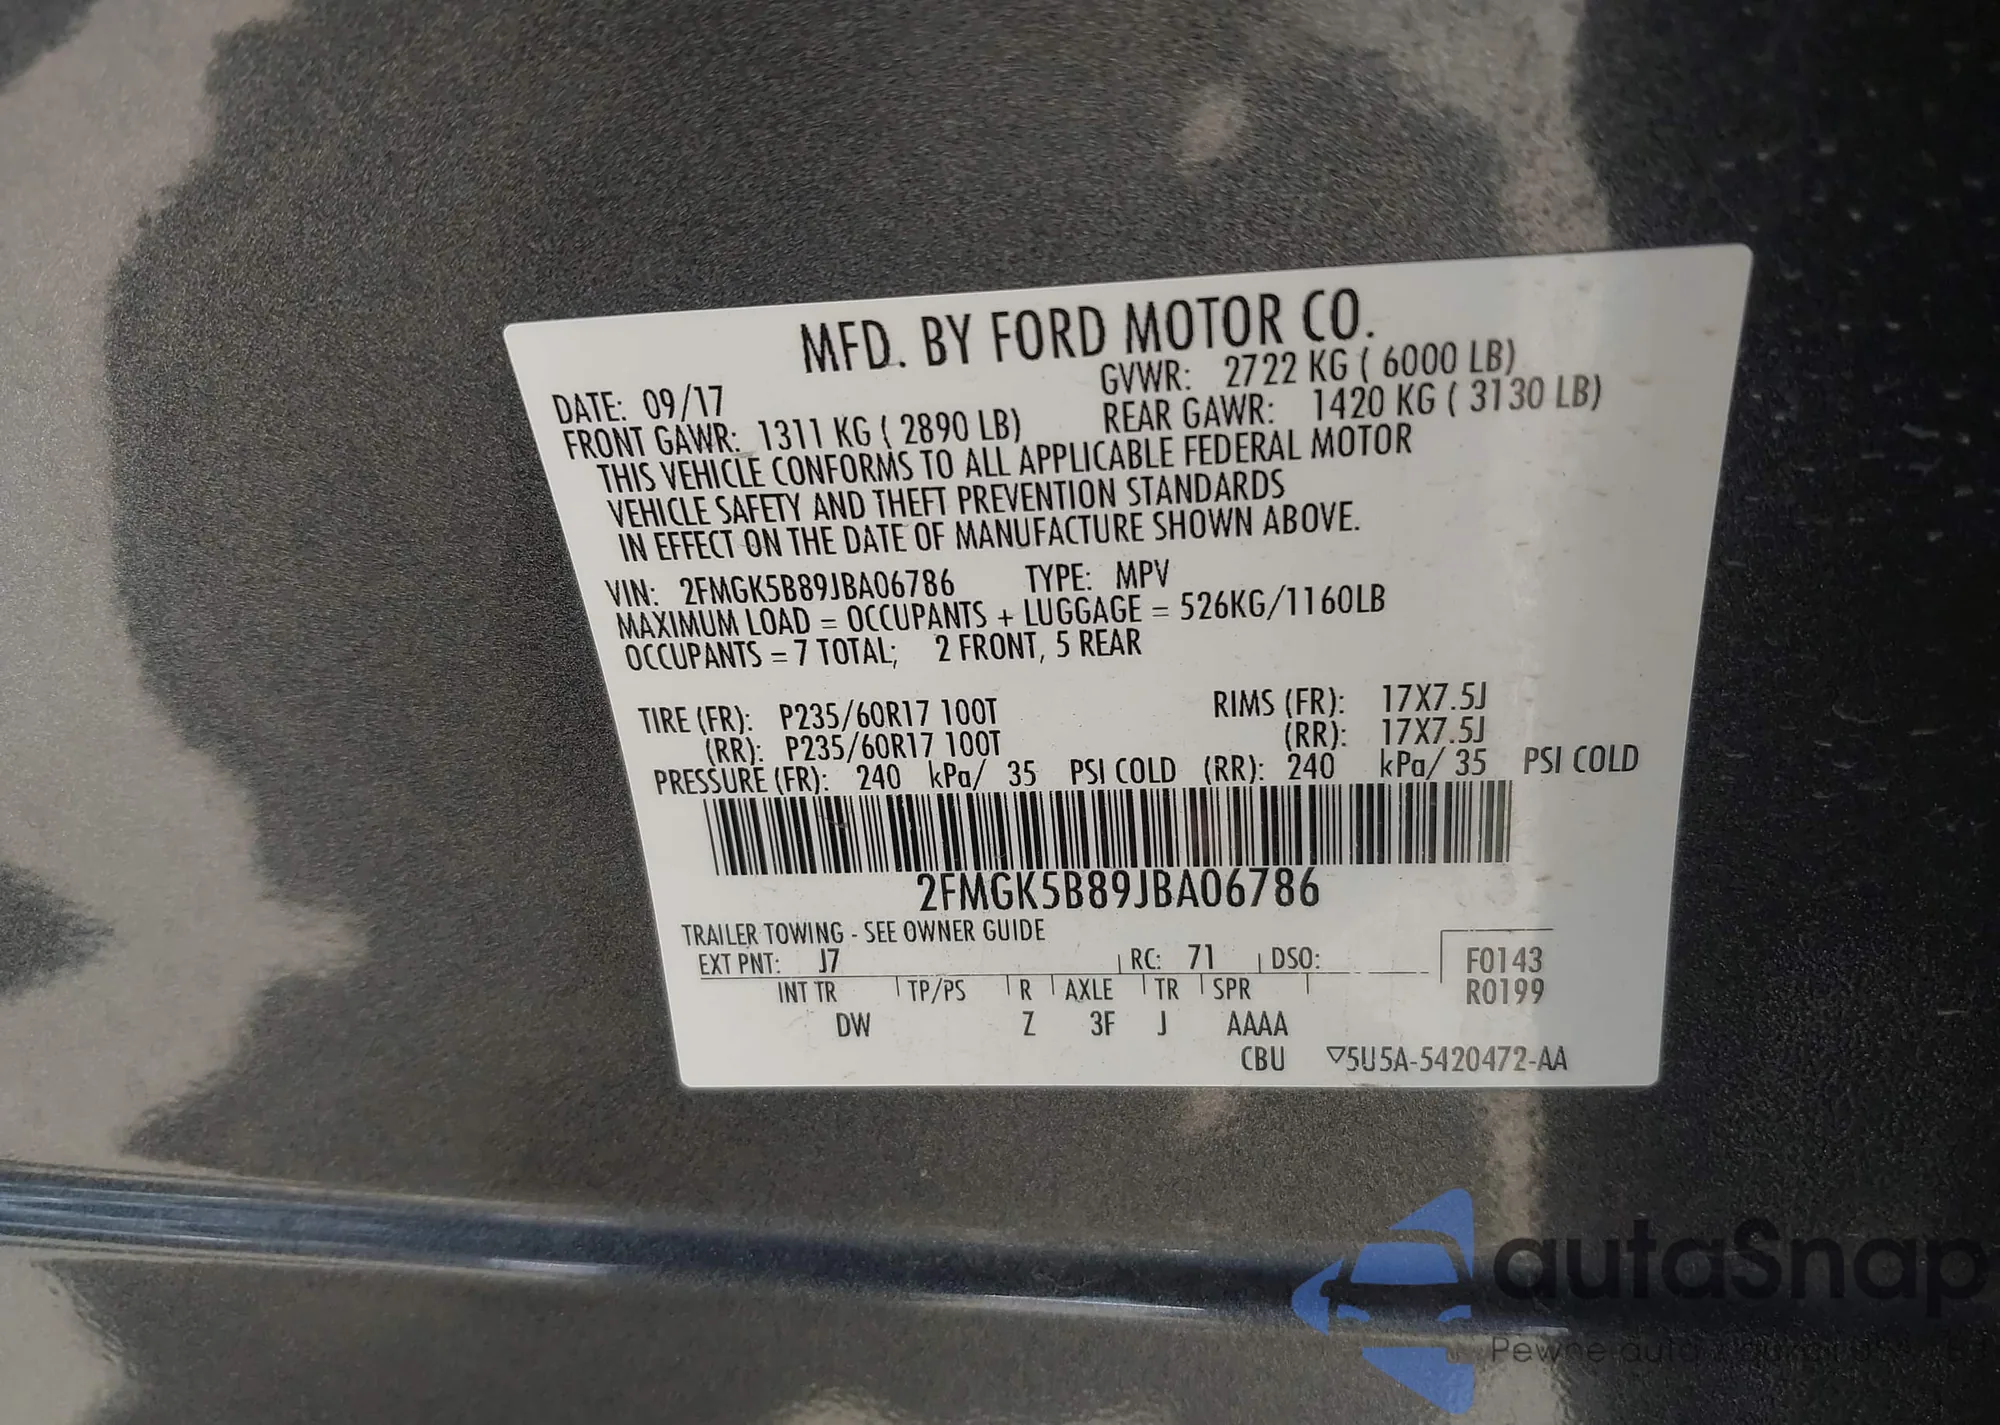 MFD. BY FORD MOTOR CO.
DATE: 09/17 GVWR: 2722 KG ( 6000 LB)
FRONT GAWR: 1311 KG ( 2890 LB) REAR GAWR: 1420 KG ( 3130 LB)
THIS VEHICLE CONFORMS TO ALL APPLICABLE FEDERAL MOTOR
VEHICLE SAFETY AND THEFT PREVENTION STANDARDS
IN EFFECT ON THE DATE OF MANUFACTURE SHOWN ABOVE.
VIN: 2FMGK5B89JBA06786 TYPE: MPV
MAXIMUM LOAD = OCCUPANTS + LUGGAGE = 526KG/1160LB
OCCUPANTS = 7 TOTAL; 2 FRONT, 5 REAR
TIRE (FR): P235/60R17 100T RIMS (FR): 17X7.5J
(RR): P235/60R17 100T (RR): 17X7.5J
PRESSURE (FR): 240 kPa/ 35 PSI COLD (RR): 240 kPa/ 35 PSI COLD
2FMGK5B89JBA06786
TRAILER TOWING - SEE OWNER GUIDE
EXT PNT: J7 RC: 71 DSO: F0143
INT TR TP/PS R AXLE TR SPR R0199
DW Z 3F J AAAA
CBU ▽5U5A-5420472-AA
autaSnap
Pewne auta